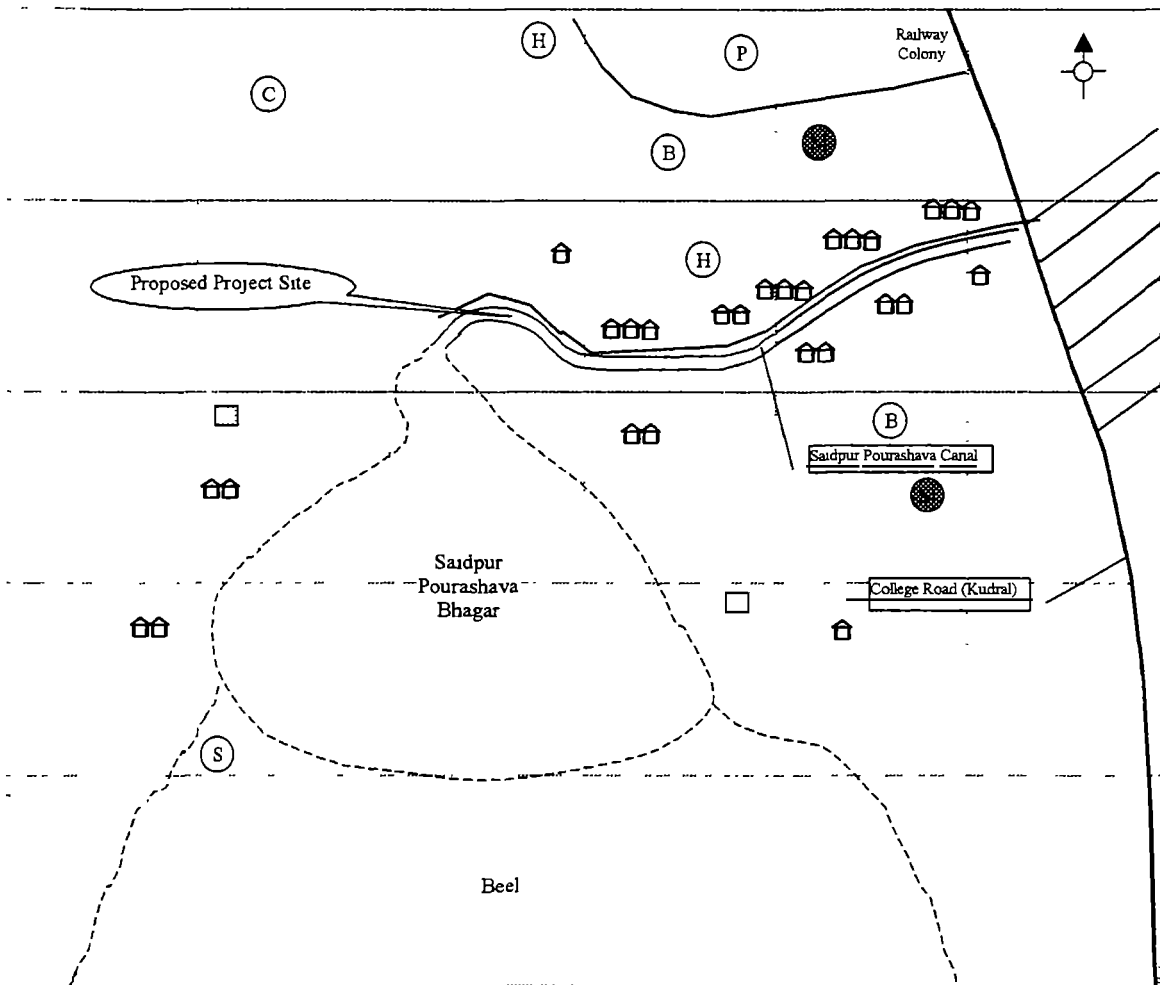 Railway
Colony
H
P
C
B
H
Proposed Project Site
B
Saidpur Pourashava Canal
Saidpur
Pourashava
Bhagar
College Road (Kudral)
S
Beel